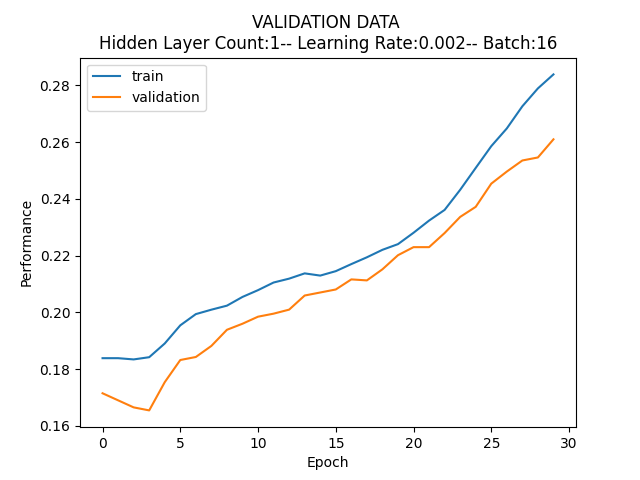 VALIDATION DATA
Hidden Layer Count:1-- Learning Rate:0.002-- Batch:16
train
validation
Performance
0.28
0.26
0.24
0.22
0.20
0.18
0.16
0 5 10 15 20 25 30
Epoch